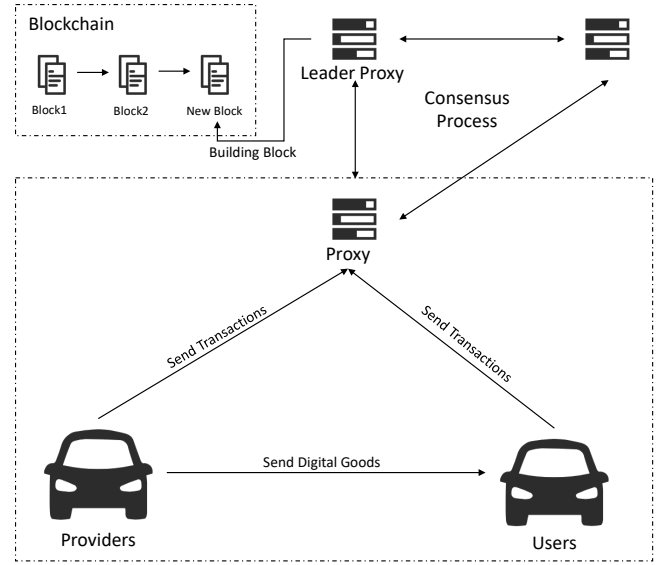 Blockchain
Block1
Block2
New Block
Leader Proxy
Consensus
Process
Building Block
Proxy
Send Transactions
Send Transactions
Send Digital Goods
Providers
Users